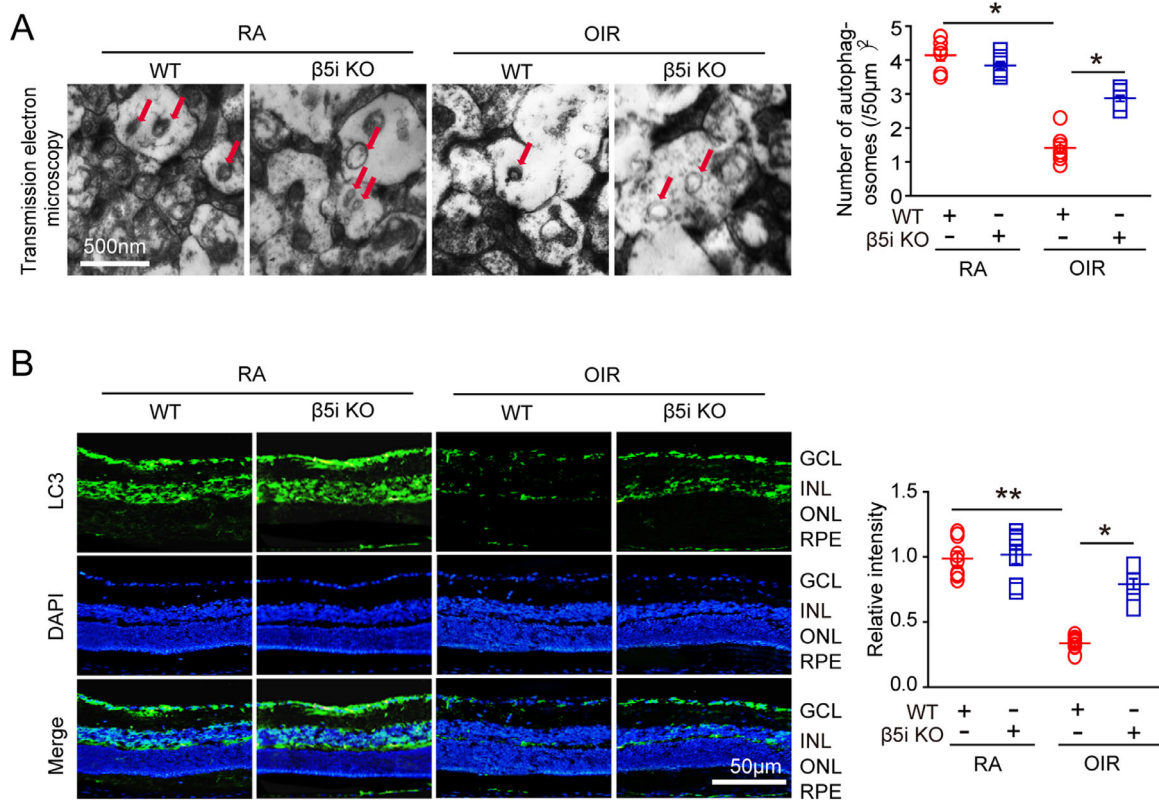 A
RA
OIR
WT
β5i KO
WT
β5i KO
Transmission electron
microscopy
500nm
Number of autophag-
osomes (/50μm²)
5
4
3
2
1
0
*
*
WT + - + -
β5i KO - + - +
RA
OIR
B
RA
OIR
WT
β5i KO
WT
β5i KO
LC3
GCL
INL
ONL
RPE
DAPI
GCL
INL
ONL
RPE
Merge
GCL
INL
ONL
RPE
50μm
Relative intensity
1.5
1.0
0.5
0.0
**
*
WT + - + -
β5i KO - + - +
RA
OIR